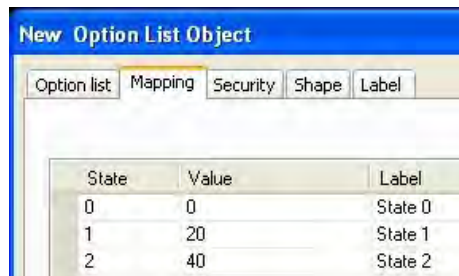 New Option List Object
Option list Mapping Security Shape Label
State Value Label
0 0 State 0
1 20 State 1
2 40 State 2